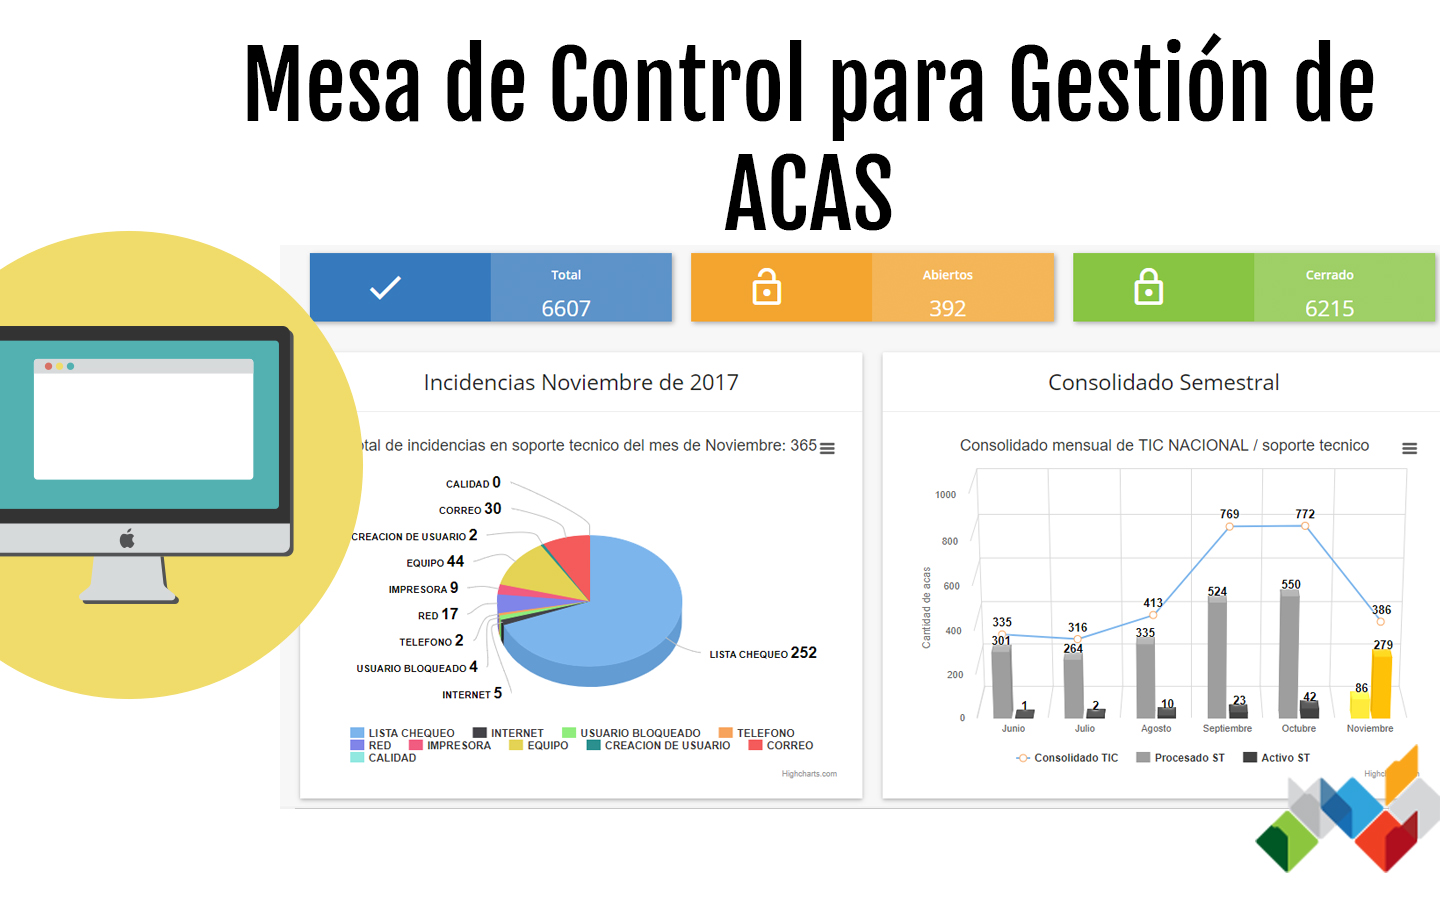 Mesa de Control para Gestión de
ACAS
Total
6607
Abiertos
392
Cerrado
6215
Incidencias Noviembre de 2017
otal de incidencias en soporte tecnico del mes de Noviembre: 365
CALIDAD 0
CORREO 30
CREACION DE USUARIO 2
EQUIPO 44
IMPRESORA 9
RED 17
TELEFONO 2
USUARIO BLOQUEADO 4
INTERNET 5
LISTA CHEQUEO 252
LISTA CHEQUEO INTERNET USUARIO BLOQUEADO TELEFONO
RED IMPRESORA EQUIPO CREACION DE USUARIO CORREO
CALIDAD
Highcharts.com
Consolidado Semestral
Consolidado mensual de TIC NACIONAL / soporte tecnico
Cantidad de acas
1000
800
600
400
200
0
335
316
413
769
772
386
301
264
335
524
550
279
1
2
10
23
42
86
Junio Julio Agosto Septiembre Octubre Noviembre
Consolidado TIC Procesado ST Activo ST